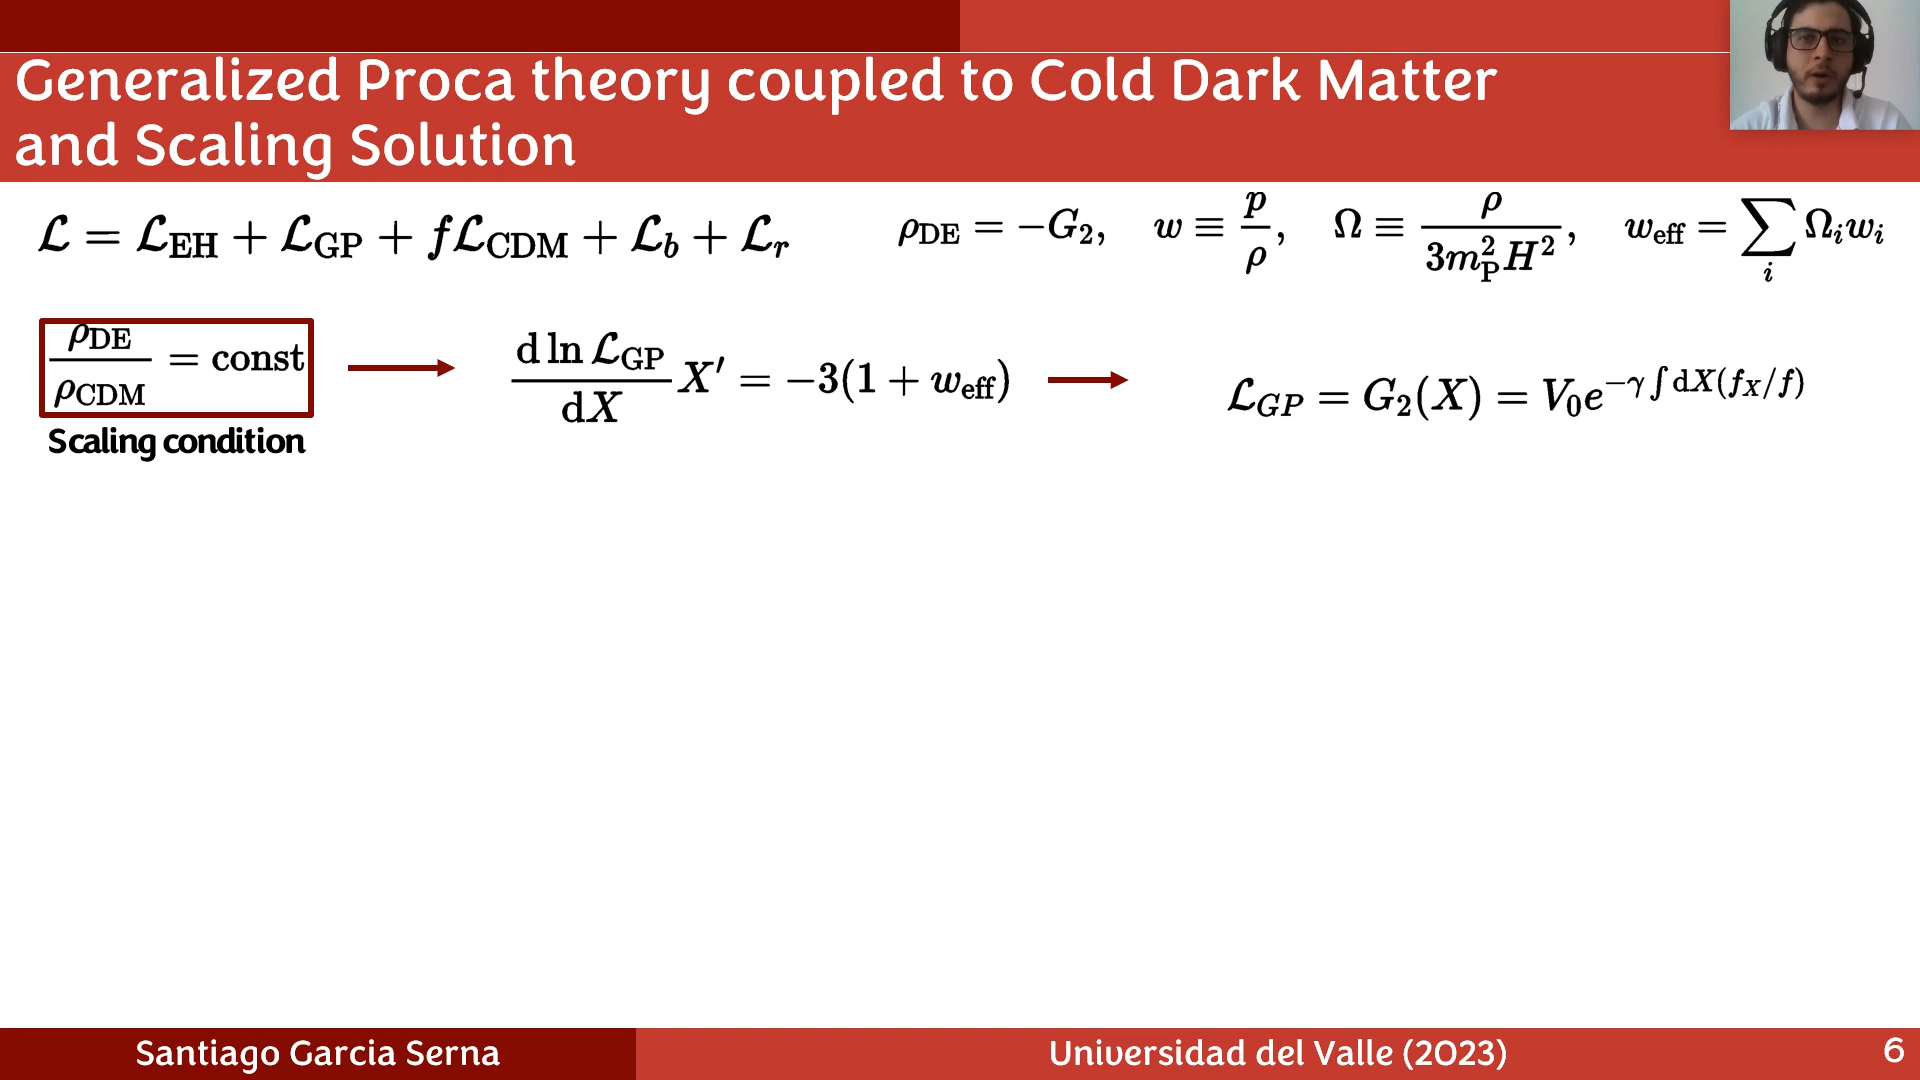 Generalized Proca theory coupled to Cold Dark Matter
and Scaling Solution
ℒ = ℒ_EH + ℒ_GP + fℒ_CDM + ℒ_b + ℒ_r
ρ_DE = −G_2, w ≡ p/ρ, Ω ≡ ρ/(3m_P^2 H^2), w_eff = ∑_i Ω_i w_i
ρ_DE/ρ_CDM = const
Scaling condition
(d ln ℒ_GP/dX) X′ = −3(1 + w_eff)
ℒ_GP = G_2(X) = V_0 e^{−γ ∫ dX(f_X/f)}
Santiago Garcia Serna
Universidad del Valle (2023)
6